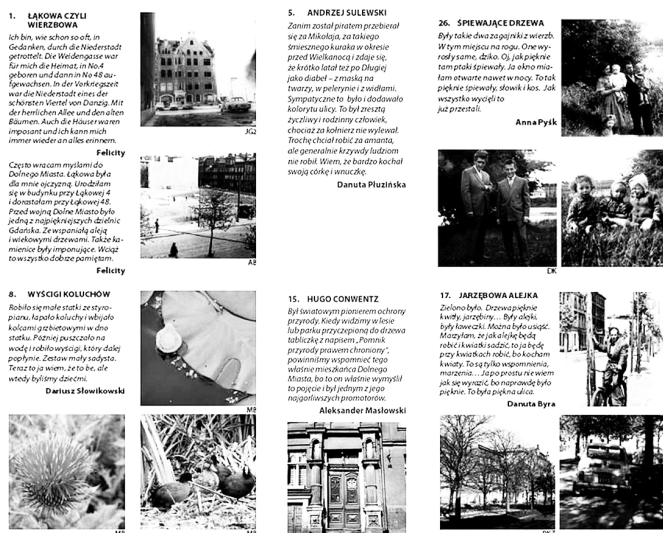 1. ŁĄKOWA CZYLI
WIERZBOWA
Ich bin, wie schon so oft, in
Gedanken, durch die Niederstadt
getrottelt. Die Weidengasse war
für mich die Heimat, in No.4
geboren und dann in No 48 au-
fgewachsen. In der Vorkriegszeit
war die Niederstadt eines der
schönsten Viertel von Danzig. Mit
der herrlichen Allee und den alten
Bäumen. Auch die Häuser waren
imposant und ich kann mich
immer wieder an alles erinnern.
Felicity
Często wracam myślami do
Dolnego Miasta. Łąkowa była
dla mnie ojczyzną. Urodziłam
się w budynku przy Łąkowej 4
i dorastałam przy Łąkowej 48.
Przed wojną Dolne Miasto było
jedną z najpiękniejszych dzielnic
Gdańska. Ze wspaniałą aleją
i wiekowymi drzewami. Także ka-
mienice były imponujące. Wciąż
to wszystko dobrze pamiętam.
Felicity
JG2
AB
8. WYŚCIGI KOLUCHÓW
Robiło się małe statki ze styro-
pianu, łapało koluchy i wbijało
kolcami grzbietowymi w dno
statku. Później puszczało na
wodę i robiło wyścigi, który dalej
popłynie. Zestaw mały sadysta.
Teraz to ja wiem, że to be, ale
wtedy byliśmy dziećmi.
Dariusz Słowikowski
MB
MB
MB
5. ANDRZEJ SULEWSKI
Zanim został piratem przebierał
się za Mikołaja, za takiego
śmiesznego kuraka w okresie
przed Wielkanocą i zdaje się,
że krótko latał też po Długiej
jako diabeł – z maską na
twarzy, w pelerynie i z widłami.
Sympatyczne to było i dodawało
kolorytu ulicy. To był zresztą
życzliwy i rodzinny człowiek,
chociaż za kołnierz nie wylewał.
Trochę chciał robić za amanta,
ale generalnie krzywdy ludziom
nie robił. Wiem, że bardzo kochał
swoją córkę i wnuczkę.
Danuta Płuzińska
15. HUGO CONWENTZ
Był światowym pionierem ochrony
przyrody. Kiedy widzimy w lesie
lub parku przyczepioną do drzewa
tabliczkę z napisem „Pomnik
przyrody prawem chroniony”,
powinniśmy wspomnieć tego
właśnie mieszkańca Dolnego
Miasta, bo to on właśnie wymyślił
to pojęcie i był jednym z jego
najgorliwszych promotorów.
Aleksander Masłowski
26. ŚPIEWAJĄCE DRZEWA
Były takie dwa zagajniki z wierzb.
W tym miejscu na rogu. One wy-
rosły same, dziko. Oj, jak pięknie
tam ptaki śpiewały. Ja okno mia-
łam otwarte nawet w nocy. To tak
pięknie śpiewały, słowik i kos. Jak
wszystko wycięli to
już przestali.
Anna Pyśk
DK
17. JARZĘBOWA ALEJKA
Zielono było. Drzewa pięknie
kwitły, jarzębiny... Były alejki,
były ławeczki. Można było usiąść.
Marzyłam, że jak alejkę będą
robić i kwiatki sadzić, to ja będę
przy kwiatkach robić, bo kocham
kwiaty. To są tylko wspomnienia,
marzenia... Ja po prostu nie wiem
jak się wyrazić, bo naprawdę było
pięknie. To była piękna ulica.
Danuta Byra